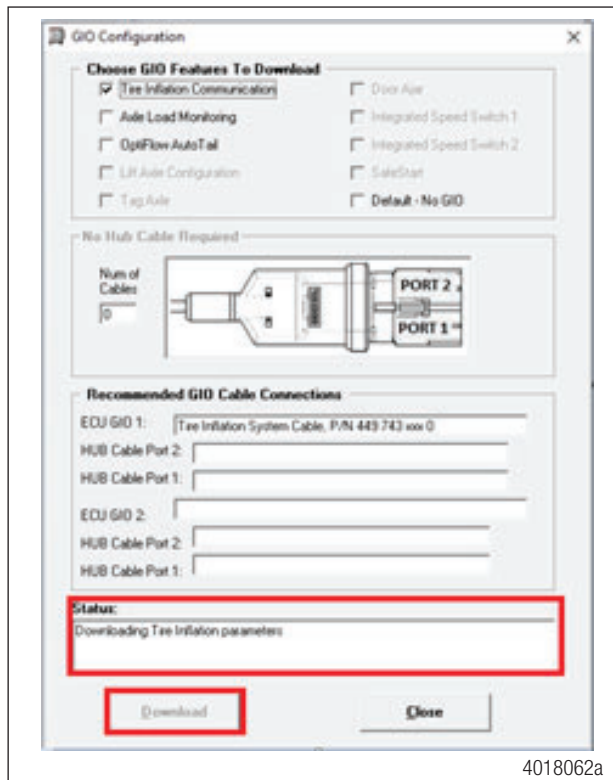 GIO Configuration
Choose GIO Features To Download
Tire Inflation Communication
Door Ajar
Axle Load Monitoring
Integrated Speed Switch 1
OptiFlow AutoTail
Integrated Speed Switch 2
Lift Axle Configuration
SafeStart
Tag Axle
Default - No GIO
No Hub Cable Required
Num of
Cables
0
PORT 2
PORT 1
Recommended GIO Cable Connections
ECU GIO 1: Tire Inflation System Cable, P/N 449 743 xxx 0
HUB Cable Port 2:
HUB Cable Port 1:
ECU GIO 2:
HUB Cable Port 2:
HUB Cable Port 1:
Status:
Downloading Tire Inflation parameters
Download
Close
4018062a